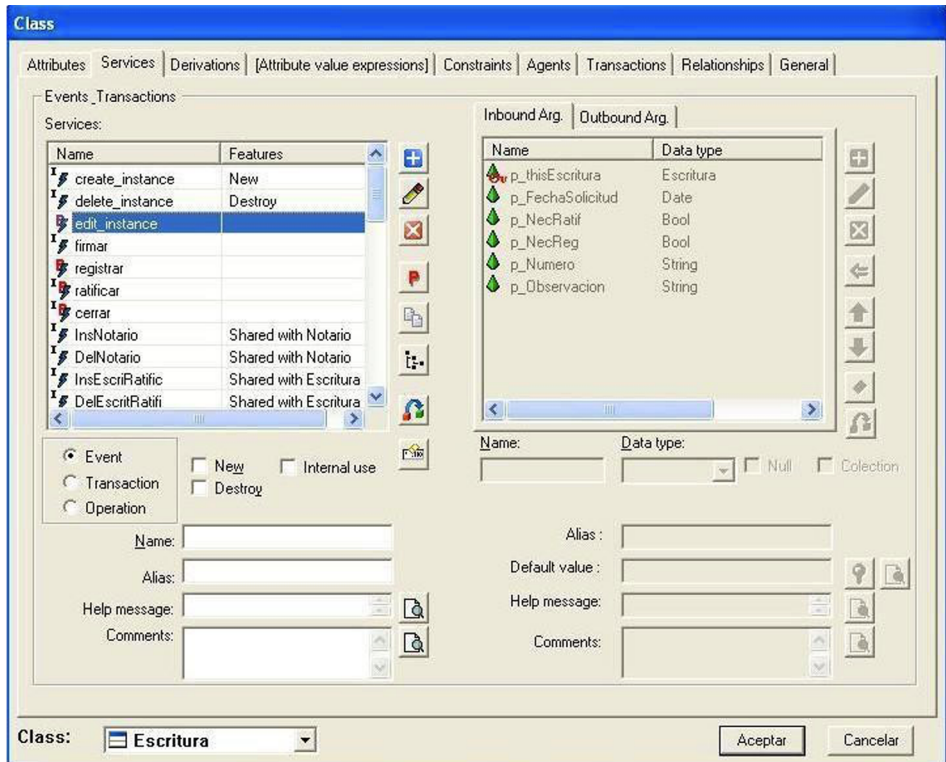 Class
Attributes Services Derivations [Attribute value expressions] Constraints Agents Transactions Relationships General
Events_Transactions
Services:
Name Features
create_instance New
delete_instance Destroy
edit_instance
firmar
registrar
ratificar
cerrar
InsNotario Shared with Notario
DelNotario Shared with Notario
InsEscriRatific Shared with Escritura
DelEscritRatifi Shared with Escritura
Event
Transaction
Operation
New
Destroy
Internal use
Name:
Alias:
Help message:
Comments:
Inbound Arg. Outbound Arg.
Name Data type
p_thisEscritura Escritura
p_FechaSolicitud Date
p_NecRatif Bool
p_NecReg Bool
p_Numero String
p_Observacion String
Name: Data type:
Null Colection
Alias :
Default value :
Help message:
Comments:
Class: Escritura
Aceptar Cancelar